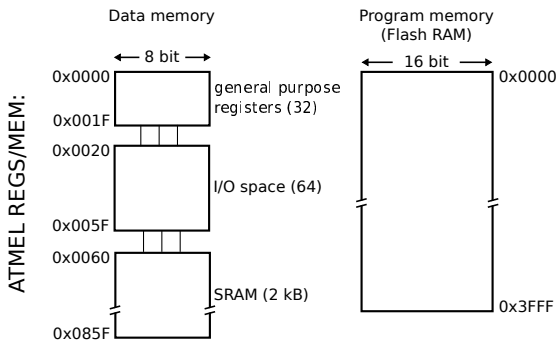 Data memory
Program memory
(Flash RAM)
8 bit
16 bit
ATMEL REGS/MEM:
0x0000
general purpose
registers (32)
0x001F
0x0020
I/O space (64)
0x005F
0x0060
SRAM (2 kB)
0x085F
0x0000
0x3FFF